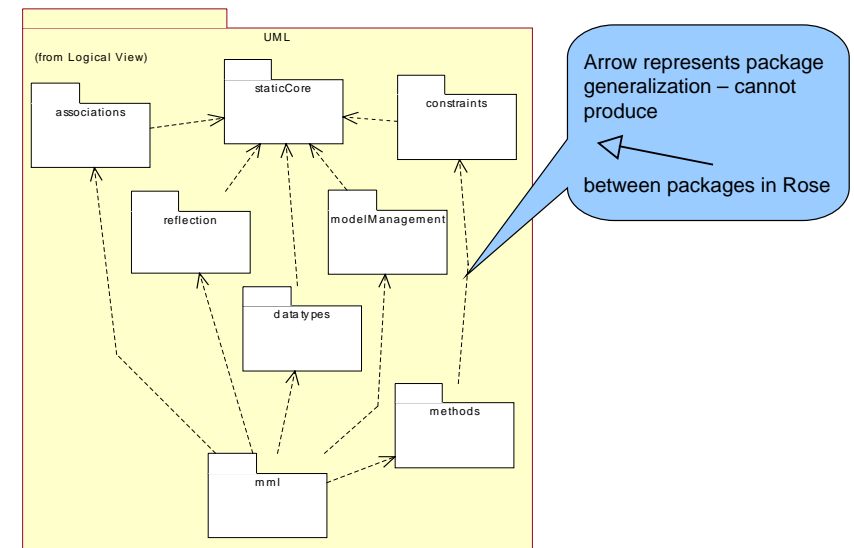 UML
(from Logical View)
staticCore
associations
constraints
reflection
modelManagement
datatypes
methods
mml
Arrow represents package
generalization – cannot
produce
between packages in Rose